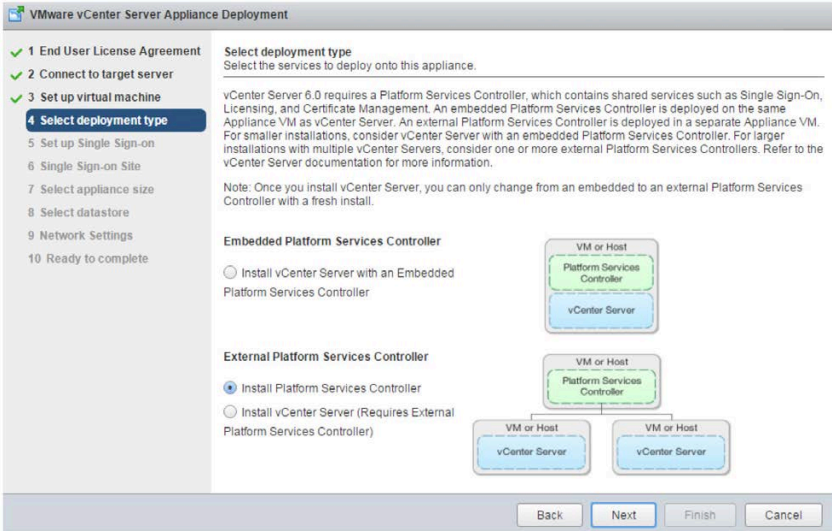 VMware vCenter Server Appliance Deployment
1 End User License Agreement
2 Connect to target server
3 Set up virtual machine
4 Select deployment type
5 Set up Single Sign-on
6 Single Sign-on Site
7 Select appliance size
8 Select datastore
9 Network Settings
10 Ready to complete
Select deployment type
Select the services to deploy onto this appliance.
vCenter Server 6.0 requires a Platform Services Controller, which contains shared services such as Single Sign-On,
Licensing, and Certificate Management. An embedded Platform Services Controller is deployed on the same
Appliance VM as vCenter Server. An external Platform Services Controller is deployed in a separate Appliance VM.
For smaller installations, consider vCenter Server with an embedded Platform Services Controller. For larger
installations with multiple vCenter Servers, consider one or more external Platform Services Controllers. Refer to the
vCenter Server documentation for more information.
Note: Once you install vCenter Server, you can only change from an embedded to an external Platform Services
Controller with a fresh install.
Embedded Platform Services Controller
Install vCenter Server with an Embedded
Platform Services Controller
VM or Host
Platform Services
Controller
vCenter Server
External Platform Services Controller
Install Platform Services Controller
Install vCenter Server (Requires External
Platform Services Controller)
VM or Host
Platform Services
Controller
VM or Host
vCenter Server
VM or Host
vCenter Server
Back
Next
Finish
Cancel